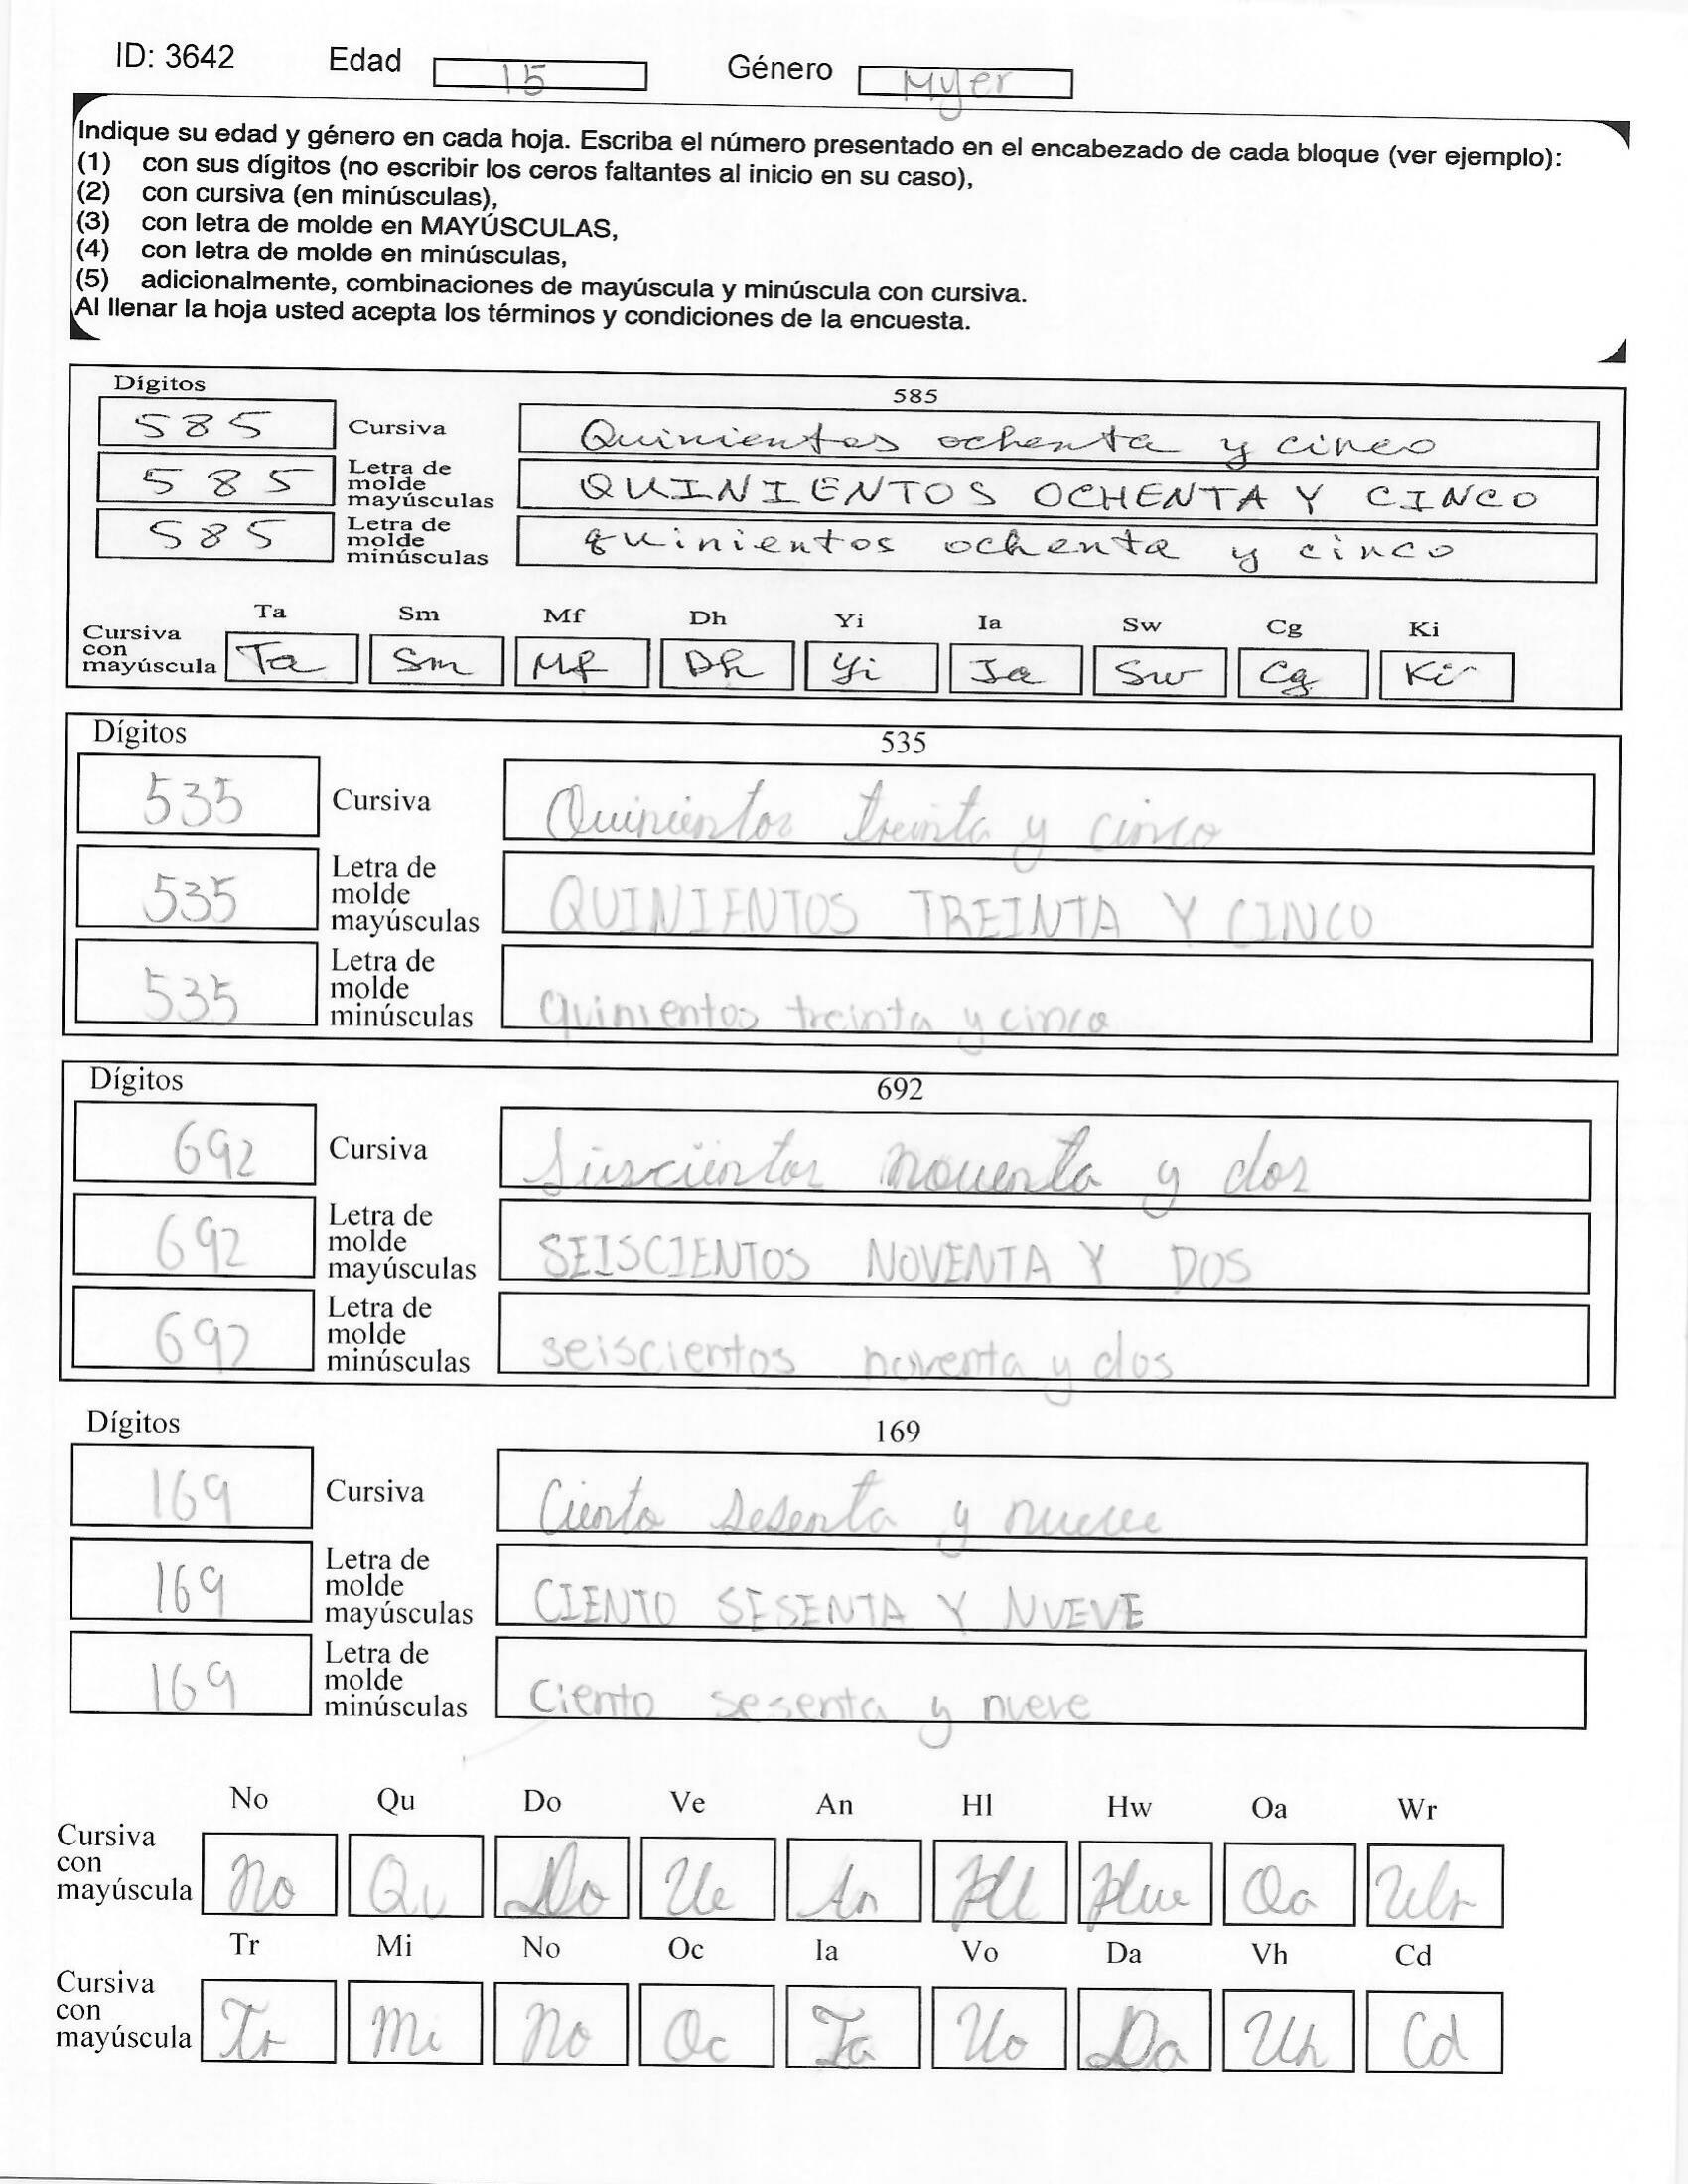 ID: 3642 Edad 15 Género Mujer
Indique su edad y género en cada hoja. Escriba el número presentado en el encabezado de cada bloque (ver ejemplo):
(1) con sus dígitos (no escribir los ceros faltantes al inicio en su caso),
(2) con cursiva (en minúsculas),
(3) con letra de molde en MAYÚSCULAS,
(4) con letra de molde en minúsculas,
(5) adicionalmente, combinaciones de mayúscula y minúscula con cursiva.
Al llenar la hoja usted acepta los términos y condiciones de la encuesta.
Dígitos 585
585 Cursiva Quinientos ochenta y cinco
585 Letra de molde mayúsculas QUINIENTOS OCHENTA Y CINCO
585 Letra de molde minúsculas quinientos ochenta y cinco
Ta Sm Mf Dh Yi Ia Sw Cg Ki
Cursiva con mayúscula Ta Sm Mf Dh Yi Ia Sw Cg Ki
Dígitos 535
535 Cursiva Quinientos treinta y cinco
535 Letra de molde mayúsculas QUINIENTOS TREINTA Y CINCO
535 Letra de molde minúsculas quinientos treinta y cinco
Dígitos 692
692 Cursiva Seiscientos noventa y dos
692 Letra de molde mayúsculas SEISCIENTOS NOVENTA Y DOS
692 Letra de molde minúsculas seiscientos noventa y dos
Dígitos 169
169 Cursiva Ciento sesenta y nueve
169 Letra de molde mayúsculas CIENTO SESENTA Y NUEVE
169 Letra de molde minúsculas Ciento sesenta y nueve
No Qu Do Ve An Hl Hw Oa Wr
Cursiva con mayúscula No Qu Do Ve An Hl Hw Oa Wr
Tr Mi No Oc Ia Vo Da Vh Cd
Cursiva con mayúscula Tr Mi No Oc Ia Vo Da Vh Cd